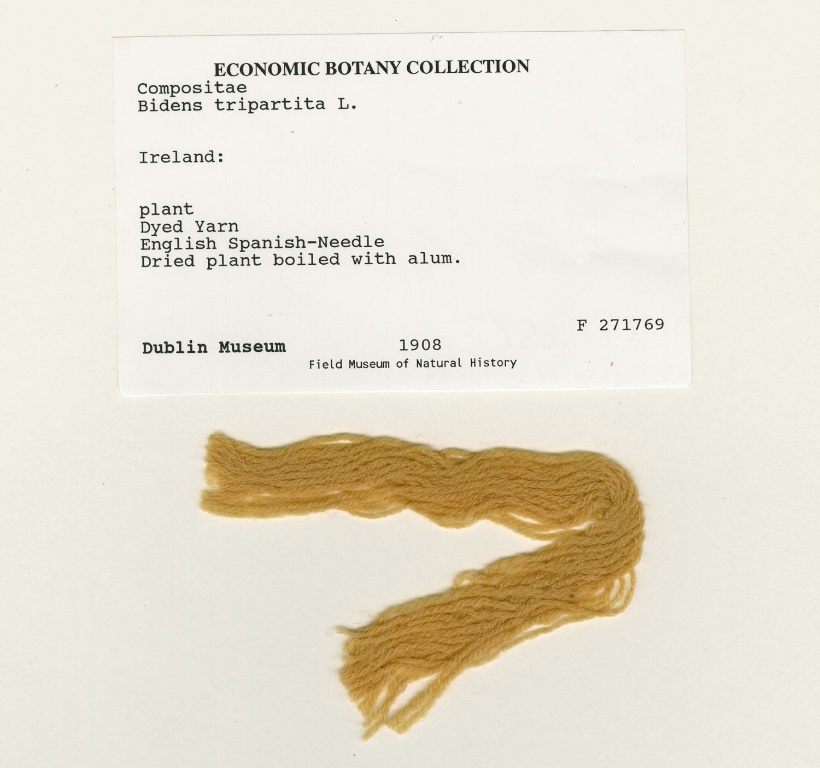 ECONOMIC BOTANY COLLECTION
Compositae
Bidens tripartita L.
Ireland:
plant
Dyed Yarn
English Spanish-Needle
Dried plant boiled with alum.
F 271769
Dublin Museum 1908
Field Museum of Natural History